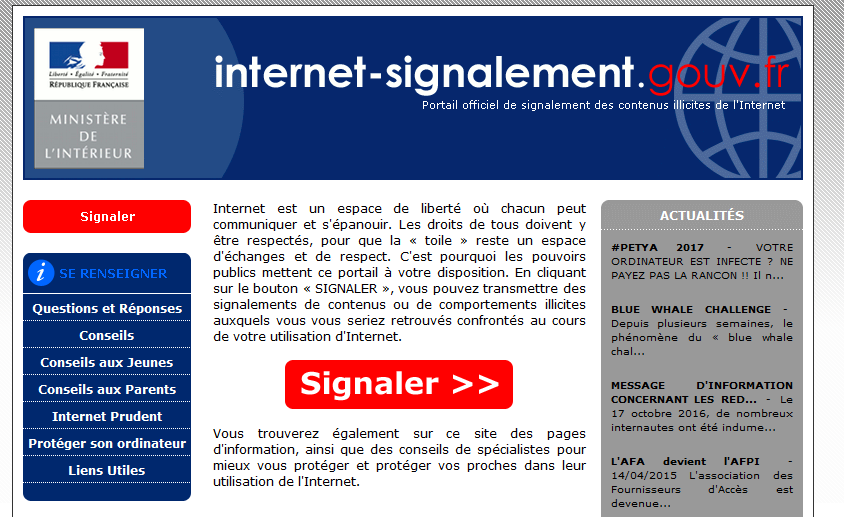 Liberté • Égalité • Fraternité
RÉPUBLIQUE FRANÇAISE
MINISTÈRE
DE
L'INTÉRIEUR
internet-signalement.gouv.fr
Portail officiel de signalement des contenus illicites de l'Internet
Signaler
i SE RENSEIGNER
Questions et Réponses
Conseils
Conseils aux Jeunes
Conseils aux Parents
Internet Prudent
Protéger son ordinateur
Liens Utiles
Internet est un espace de liberté où chacun peut
communiquer et s'épanouir. Les droits de tous doivent y
être respectés, pour que la « toile » reste un espace
d'échanges et de respect. C'est pourquoi les pouvoirs
publics mettent ce portail à votre disposition. En cliquant
sur le bouton « SIGNALER », vous pouvez transmettre des
signalements de contenus ou de comportements illicites
auxquels vous vous seriez retrouvés confrontés au cours
de votre utilisation d'Internet.
Signaler >>
Vous trouverez également sur ce site des pages
d'information, ainsi que des conseils de spécialistes pour
mieux vous protéger et protéger vos proches dans leur
utilisation de l'Internet.
ACTUALITÉS
#PETYA 2017 - VOTRE
ORDINATEUR EST INFECTE ? NE
PAYEZ PAS LA RANCON !! Il n...
BLUE WHALE CHALLENGE -
Depuis plusieurs semaines, le
phénomène du « blue whale
chal...
MESSAGE D'INFORMATION
CONCERNANT LES RED... - Le
17 octobre 2016, de nombreux
internautes ont été indume...
L'AFA devient l'AFPI -
14/04/2015 L'association des
Fournisseurs d'Accès est
devenue...